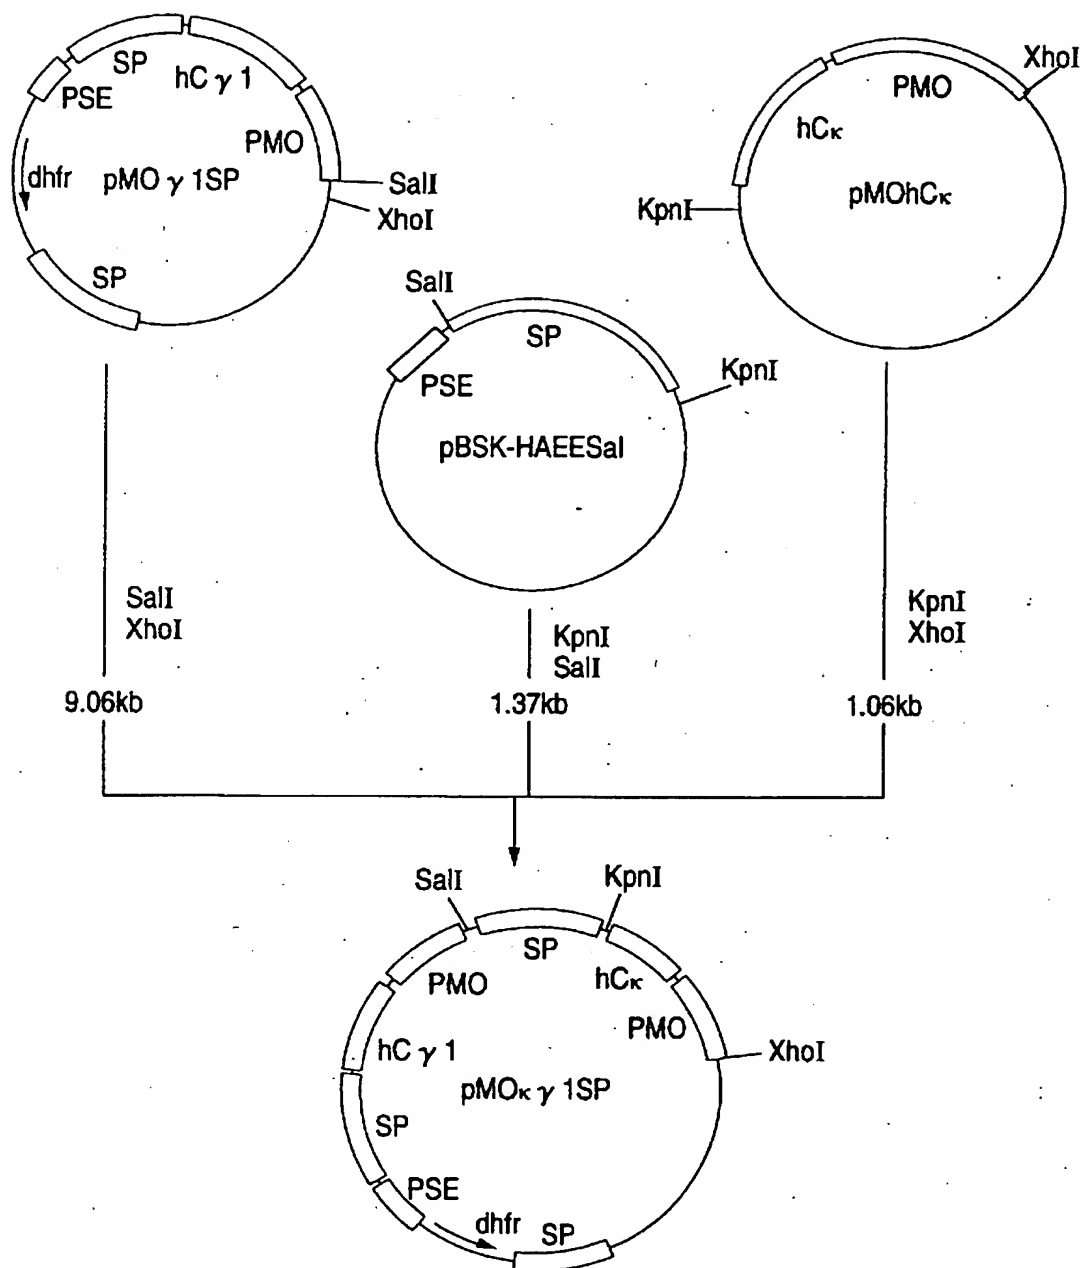 SP
hC γ 1
PSE
PMO
dhfr
pMO γ 1SP
SalI
XhoI
SP
XhoI
PMO
hCκ
pMOhCκ
KpnI
SalI
SP
PSE
KpnI
pBSK-HAEESal
SalI
XhoI
KpnI
SalI
KpnI
XhoI
9.06kb
1.37kb
1.06kb
SalI
KpnI
SP
PMO
hCκ
PMO
XhoI
hC γ 1
pMOκ γ 1SP
SP
PSE
dhfr
SP